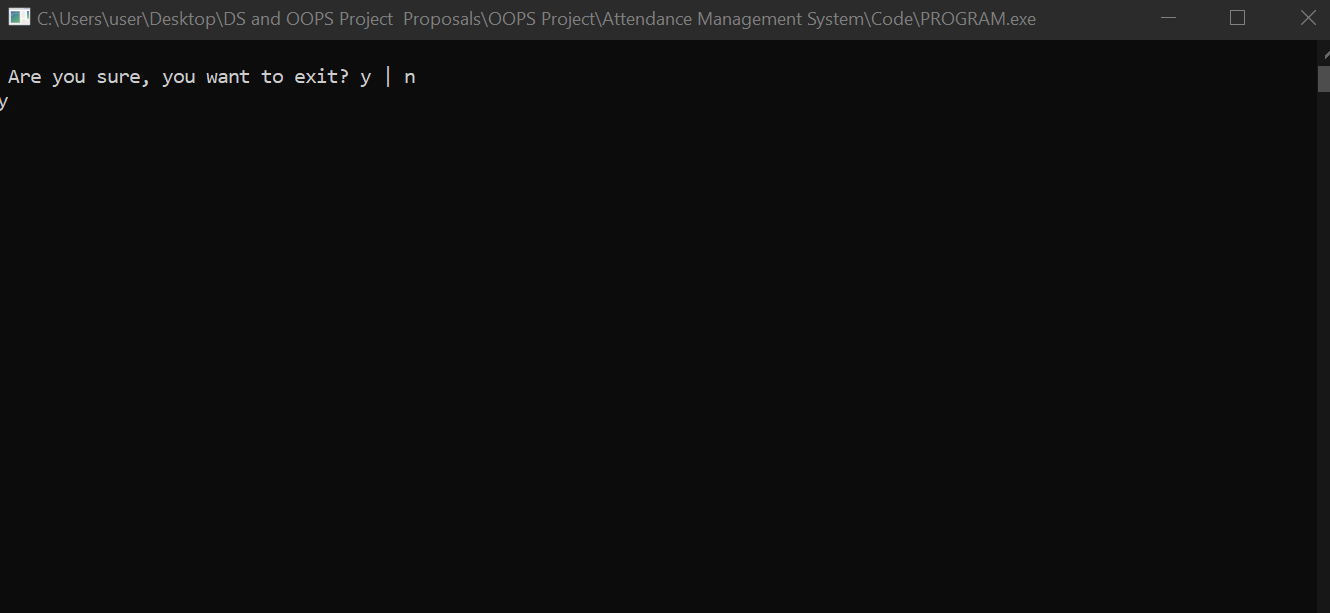 C:\Users\user\Desktop\DS and OOPS Project  Proposals\OOPS Project\Attendance Management System\Code\PROGRAM.exe
Are you sure, you want to exit? y | n
y